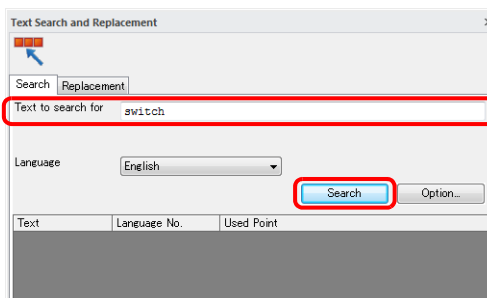 Text Search and Replacement
Search Replacement
Text to search for switch
Language English
Search Option...
Text Language No. Used Point